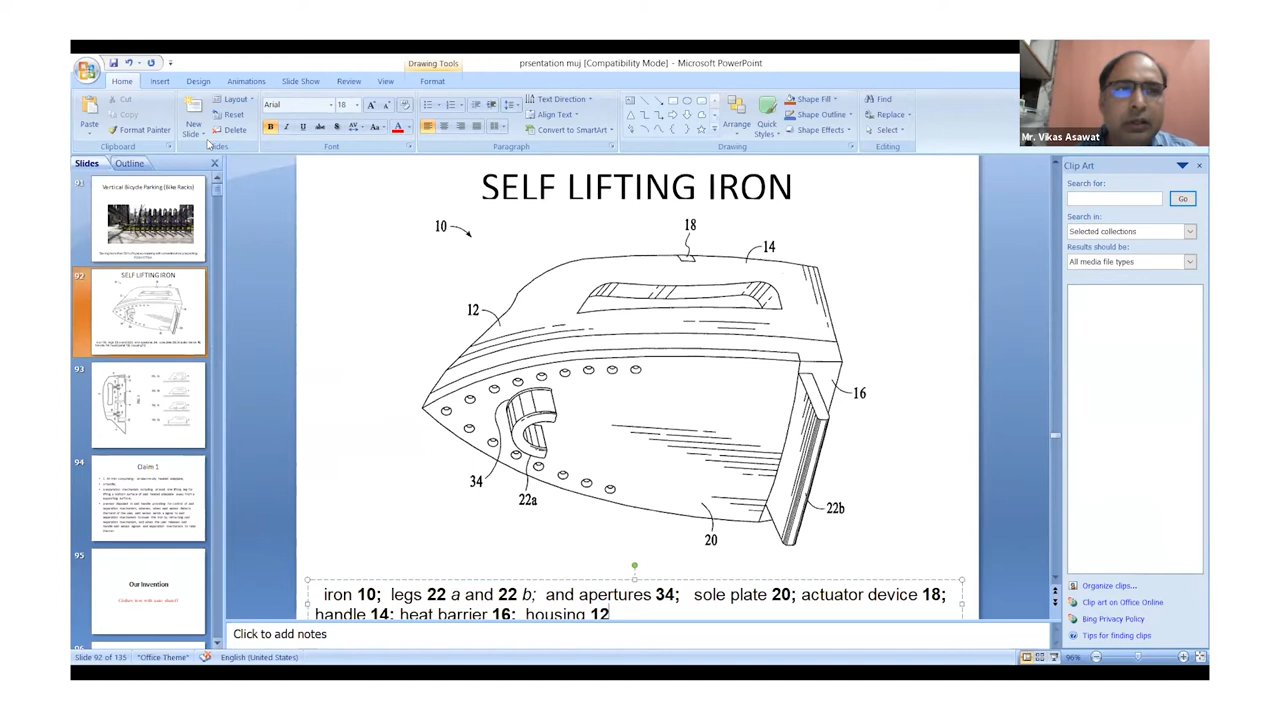 prsentation muj [Compatibility Mode] - Microsoft PowerPoint
Drawing Tools
Home Insert Design Animations Slide Show Review View Format
Paste
Cut
Copy
Format Painter
Clipboard
New Slide
Layout
Reset
Delete
Slides
Arial 18
Font
Paragraph
Text Direction
Align Text
Convert to SmartArt
Arrange
Quick Styles
Shape Fill
Shape Outline
Shape Effects
Drawing
Find
Replace
Select
Editing
Mr. Vikas Asawat
Slides Outline
91
Vertical Bicycle Parking (Bike Racks)
92
SELF LIFTING IRON
93
94
Claim 1
95
Our Invention
SELF LIFTING IRON
10
18
14
12
16
34
22a
20
22b
iron 10; legs 22 a and 22 b; and apertures 34; sole plate 20; actuator device 18;
handle 14; heat barrier 16; housing 12
Click to add notes
Clip Art
Search for:
Go
Search in:
Selected collections
Results should be:
All media file types
Organize clips...
Clip art on Office Online
Bing Privacy Policy
Tips for finding clips
Slide 92 of 135 "Office Theme" English (United States)
96%